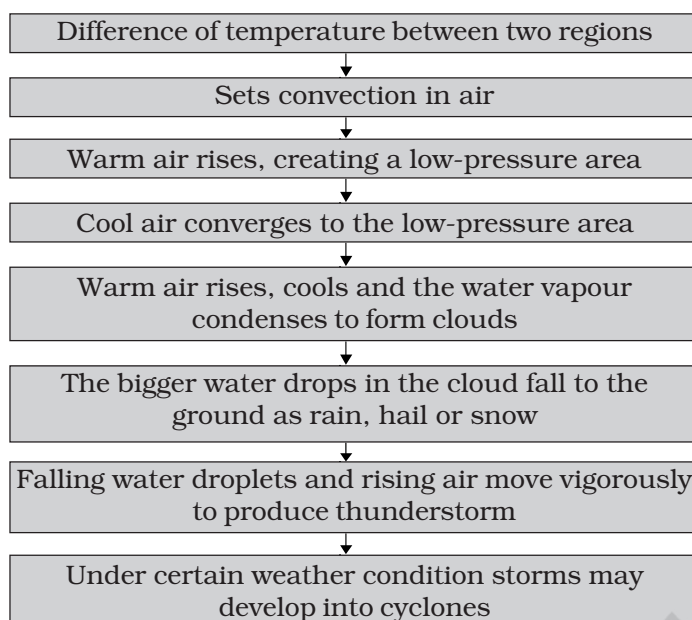 Difference of temperature between two regions
Sets convection in air
Warm air rises, creating a low-pressure area
Cool air converges to the low-pressure area
Warm air rises, cools and the water vapour
condenses to form clouds
The bigger water drops in the cloud fall to the
ground as rain, hail or snow
Falling water droplets and rising air move vigorously
to produce thunderstorm
Under certain weather condition storms may
develop into cyclones